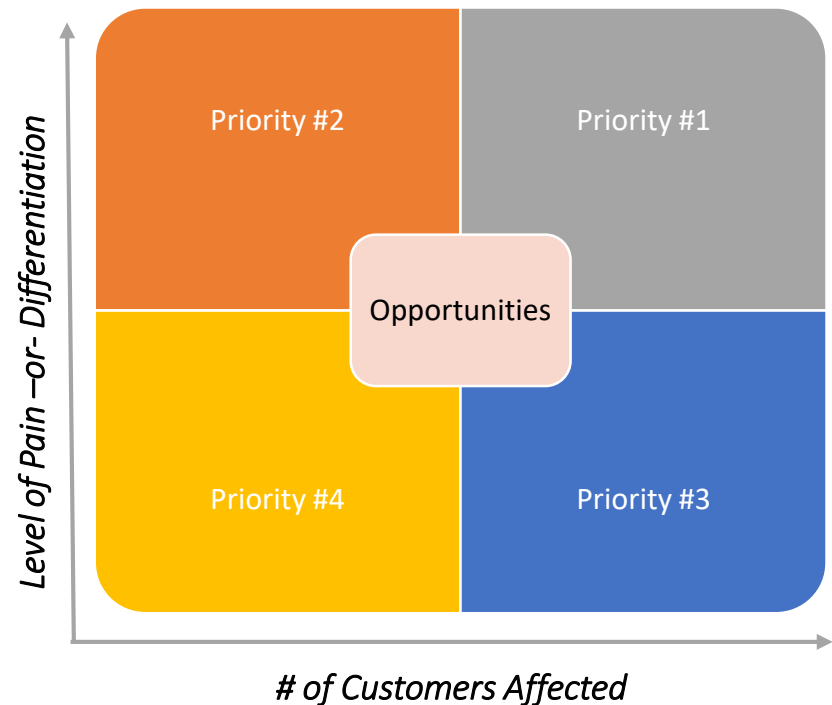 Priority #2
Priority #1
Opportunities
Priority #4
Priority #3
Level of Pain –or- Differentiation
# of Customers Affected